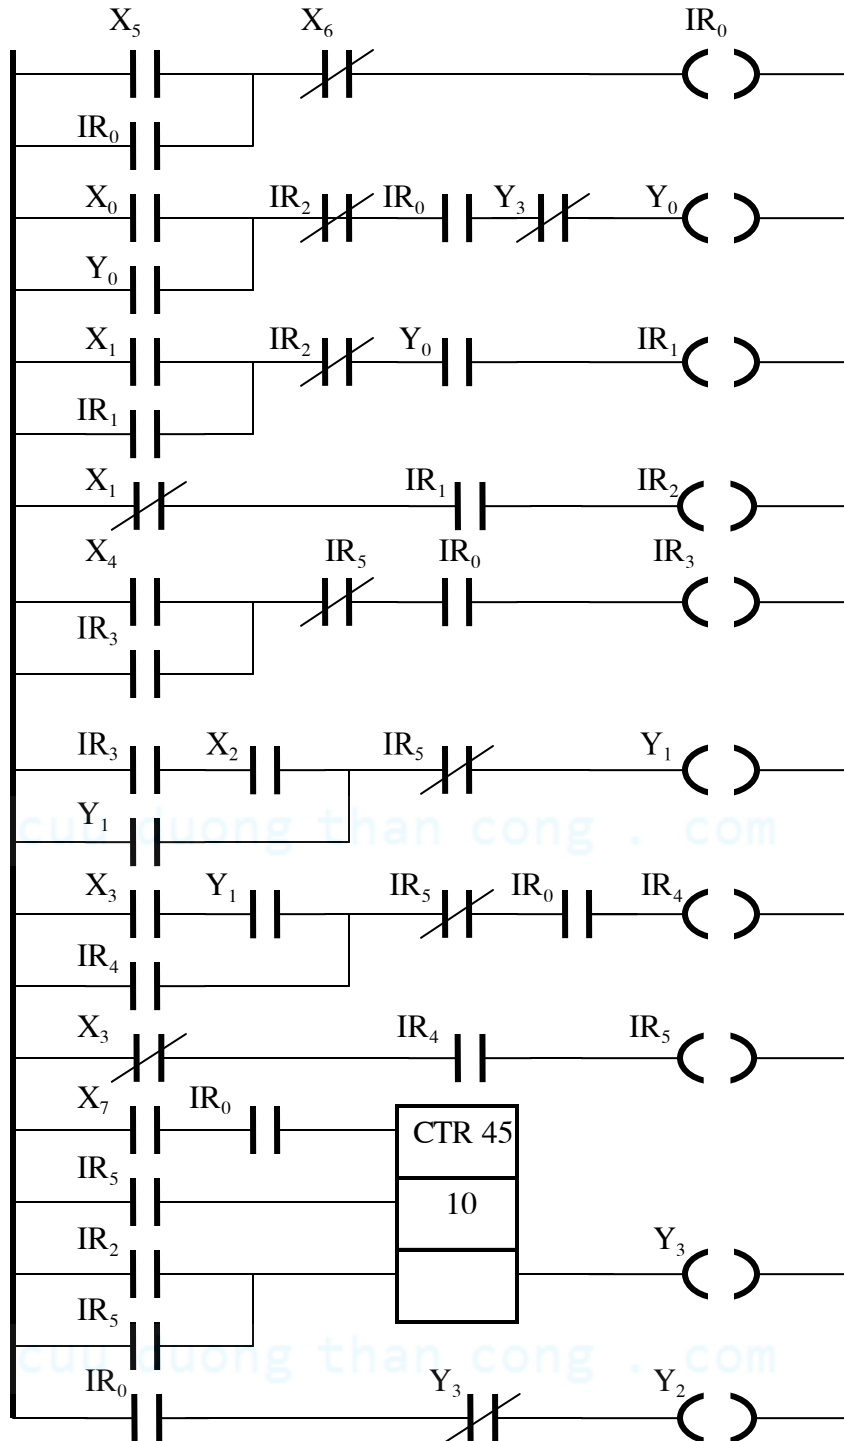 X5 X6 IR0
IR0
X0 IR2 IR0 Y3 Y0
Y0
X1 IR2 Y0 IR1
IR1
X1 IR1 IR2
X4 IR5 IR0 IR3
IR3
IR3 X2 IR5 Y1
Y1
cuu duong than cong . com
X3 Y1 IR5 IR0 IR4
IR4
X3 IR4 IR5
X7 IR0
CTR 45
IR5
10
IR2 Y3
IR5
cuu duong than cong . com
IR0 Y3 Y2